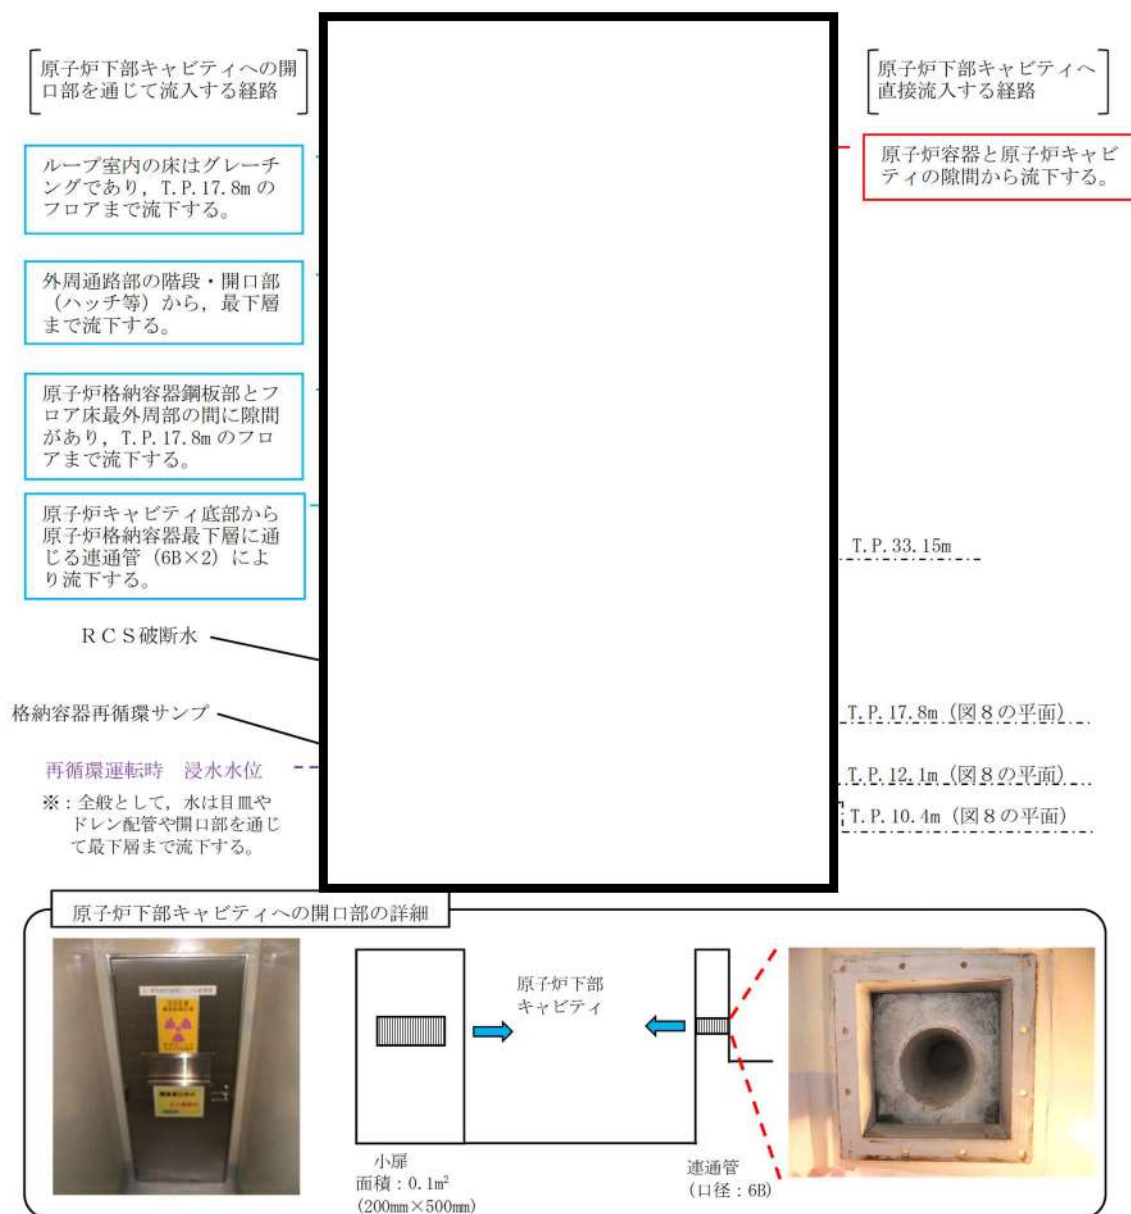 原子炉下部キャビティへの開
口部を通じて流入する経路
ループ室内の床はグレーチ
ングであり，T.P.17.8mの
フロアまで流下する。
外周通路部の階段・開口部
（ハッチ等）から，最下層
まで流下する。
原子炉格納容器鋼板部とフ
ロア床最外周部の間に隙間
があり，T.P.17.8mのフロ
アまで流下する。
原子炉キャビティ底部から
原子炉格納容器最下層に通
じる連通管（6B×2）によ
り流下する。
ＲＣＳ破断水
格納容器再循環サンプ
再循環運転時　浸水水位
※：全般として，水は目皿や
ドレン配管や開口部を通じ
て最下層まで流下する。
原子炉下部キャビティへ
直接流入する経路
原子炉容器と原子炉キャビ
ティの隙間から流下する。
T.P.33.15m
T.P.17.8m（図８の平面）
T.P.12.1m（図８の平面）
T.P.10.4m（図８の平面）
原子炉下部キャビティへの開口部の詳細
原子炉下部
キャビティ
小扉
面積：0.1m²
(200mm×500mm)
連通管
（口径：6B）